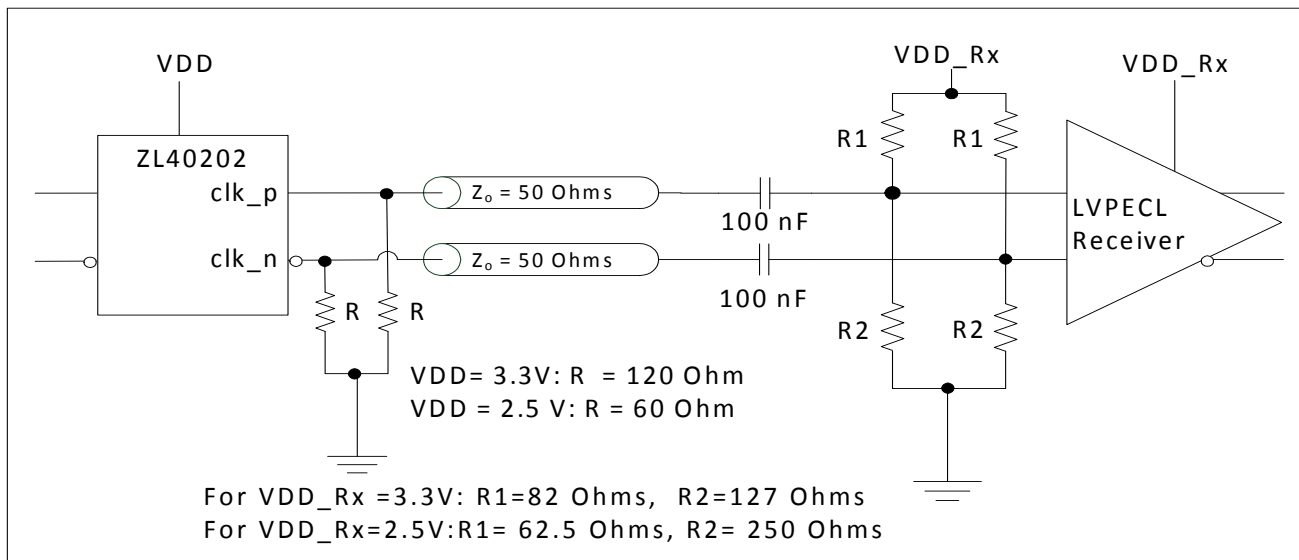 VDD
VDD_Rx
VDD_Rx
ZL40202
R1
R1
clk_p
Z₀ = 50 Ohms
100 nF
LVPECL
Receiver
clk_n
Z₀ = 50 Ohms
100 nF
R
R
R2
R2
VDD= 3.3V: R = 120 Ohm
VDD = 2.5 V: R = 60 Ohm
For VDD_Rx =3.3V: R1=82 Ohms, R2=127 Ohms
For VDD_Rx=2.5V:R1= 62.5 Ohms, R2= 250 Ohms